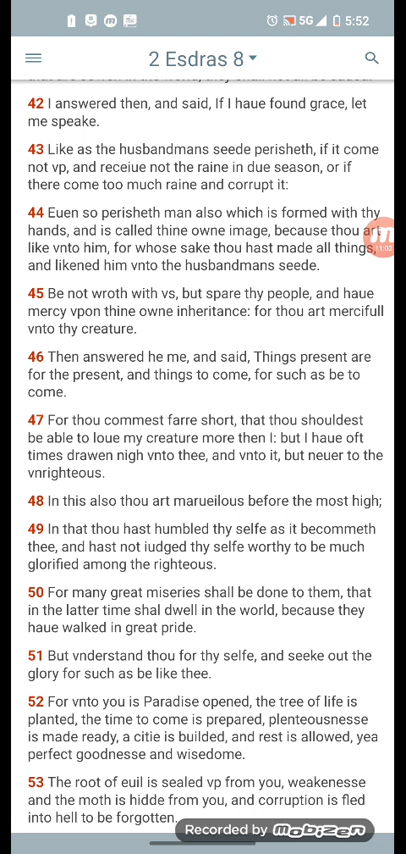 5G 5:52
2 Esdras 8
42 I answered then, and said, If I haue found grace, let
me speake.
43 Like as the husbandmans seede perisheth, if it come
not vp, and receiue not the raine in due season, or if
there come too much raine and corrupt it:
44 Euen so perisheth man also which is formed with thy
hands, and is called thine owne image, because thou art
like vnto him, for whose sake thou hast made all things,
and likened him vnto the husbandmans seede.
11:02
45 Be not wroth with vs, but spare thy people, and haue
mercy vpon thine owne inheritance: for thou art mercifull
vnto thy creature.
46 Then answered he me, and said, Things present are
for the present, and things to come, for such as be to
come.
47 For thou commest farre short, that thou shouldest
be able to loue my creature more then I: but I haue oft
times drawen nigh vnto thee, and vnto it, but neuer to the
vnrighteous.
48 In this also thou art marueilous before the most high;
49 In that thou hast humbled thy selfe as it becommeth
thee, and hast not iudged thy selfe worthy to be much
glorified among the righteous.
50 For many great miseries shall be done to them, that
in the latter time shal dwell in the world, because they
haue walked in great pride.
51 But vnderstand thou for thy selfe, and seeke out the
glory for such as be like thee.
52 For vnto you is Paradise opened, the tree of life is
planted, the time to come is prepared, plenteousnesse
is made ready, a citie is builded, and rest is allowed, yea
perfect goodnesse and wisedome.
53 The root of euil is sealed vp from you, weakenesse
and the moth is hidde from you, and corruption is fled
into hell to be forgotten.
Recorded by mobizen